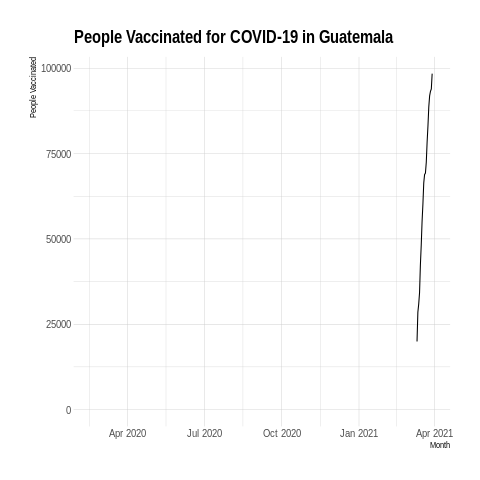 People Vaccinated for COVID-19 in Guatemala
People Vaccinated
100000
75000
50000
25000
0
Apr 2020 Jul 2020 Oct 2020 Jan 2021 Apr 2021
Month